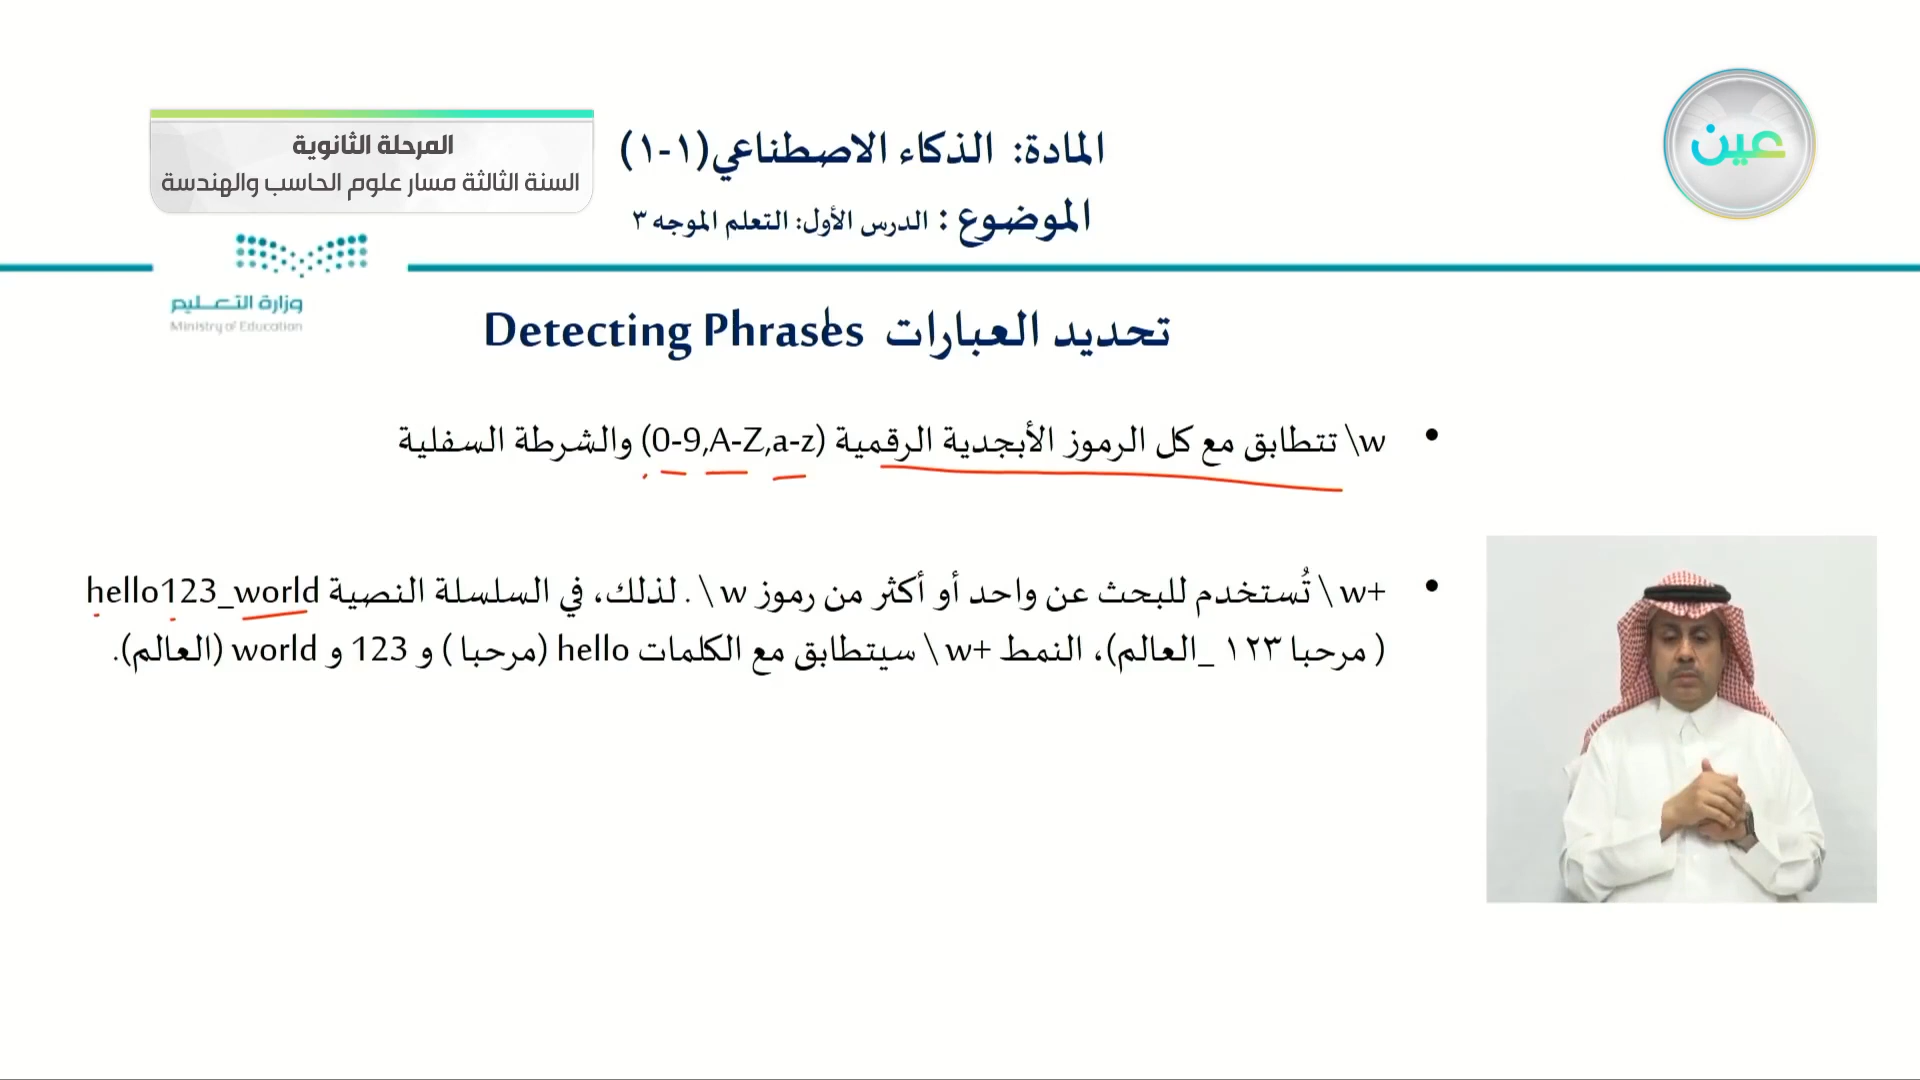 المرحلة الثانوية
السنة الثالثة مسار علوم الحاسب والهندسة
المادة: الذكاء الاصطناعي(١-١)
الموضوع : الدرس الأول: التعلم الموجه ٣
عين
وزارة التعليم
Ministry of Education
تحديد العبارات Detecting Phrases
• \w تتطابق مع كل الرموز الأبجدية الرقمية (a-z,A-Z,0-9) والشرطة السفلية
• \w+ تُستخدم للبحث عن واحد أو أكثر من رموز \w . لذلك، في السلسلة النصية hello123_world
( مرحبا ١٢٣ _العالم)، النمط \w+ سيتطابق مع الكلمات hello (مرحبا ) و 123 و world (العالم).